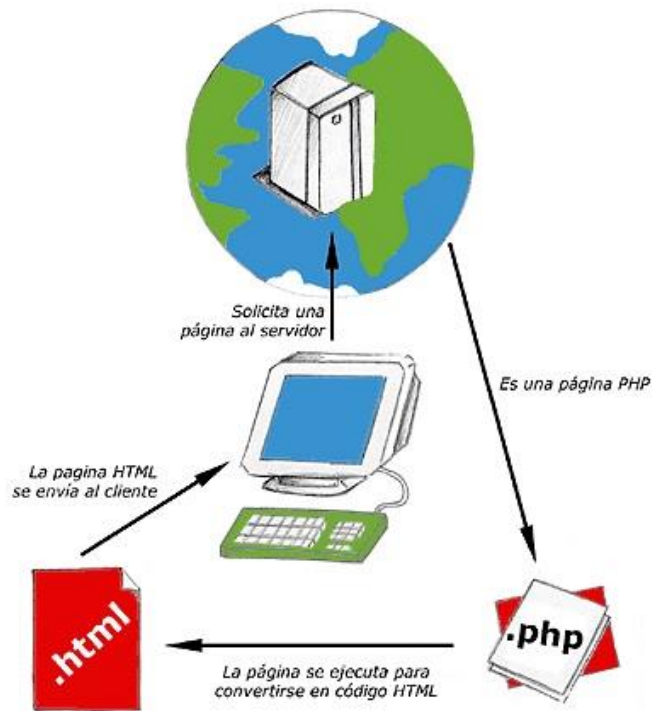 Solicita una
página al servidor
Es una página PHP
La pagina HTML
se envía al cliente
.html
.php
La página se ejecuta para
convertirse en código HTML